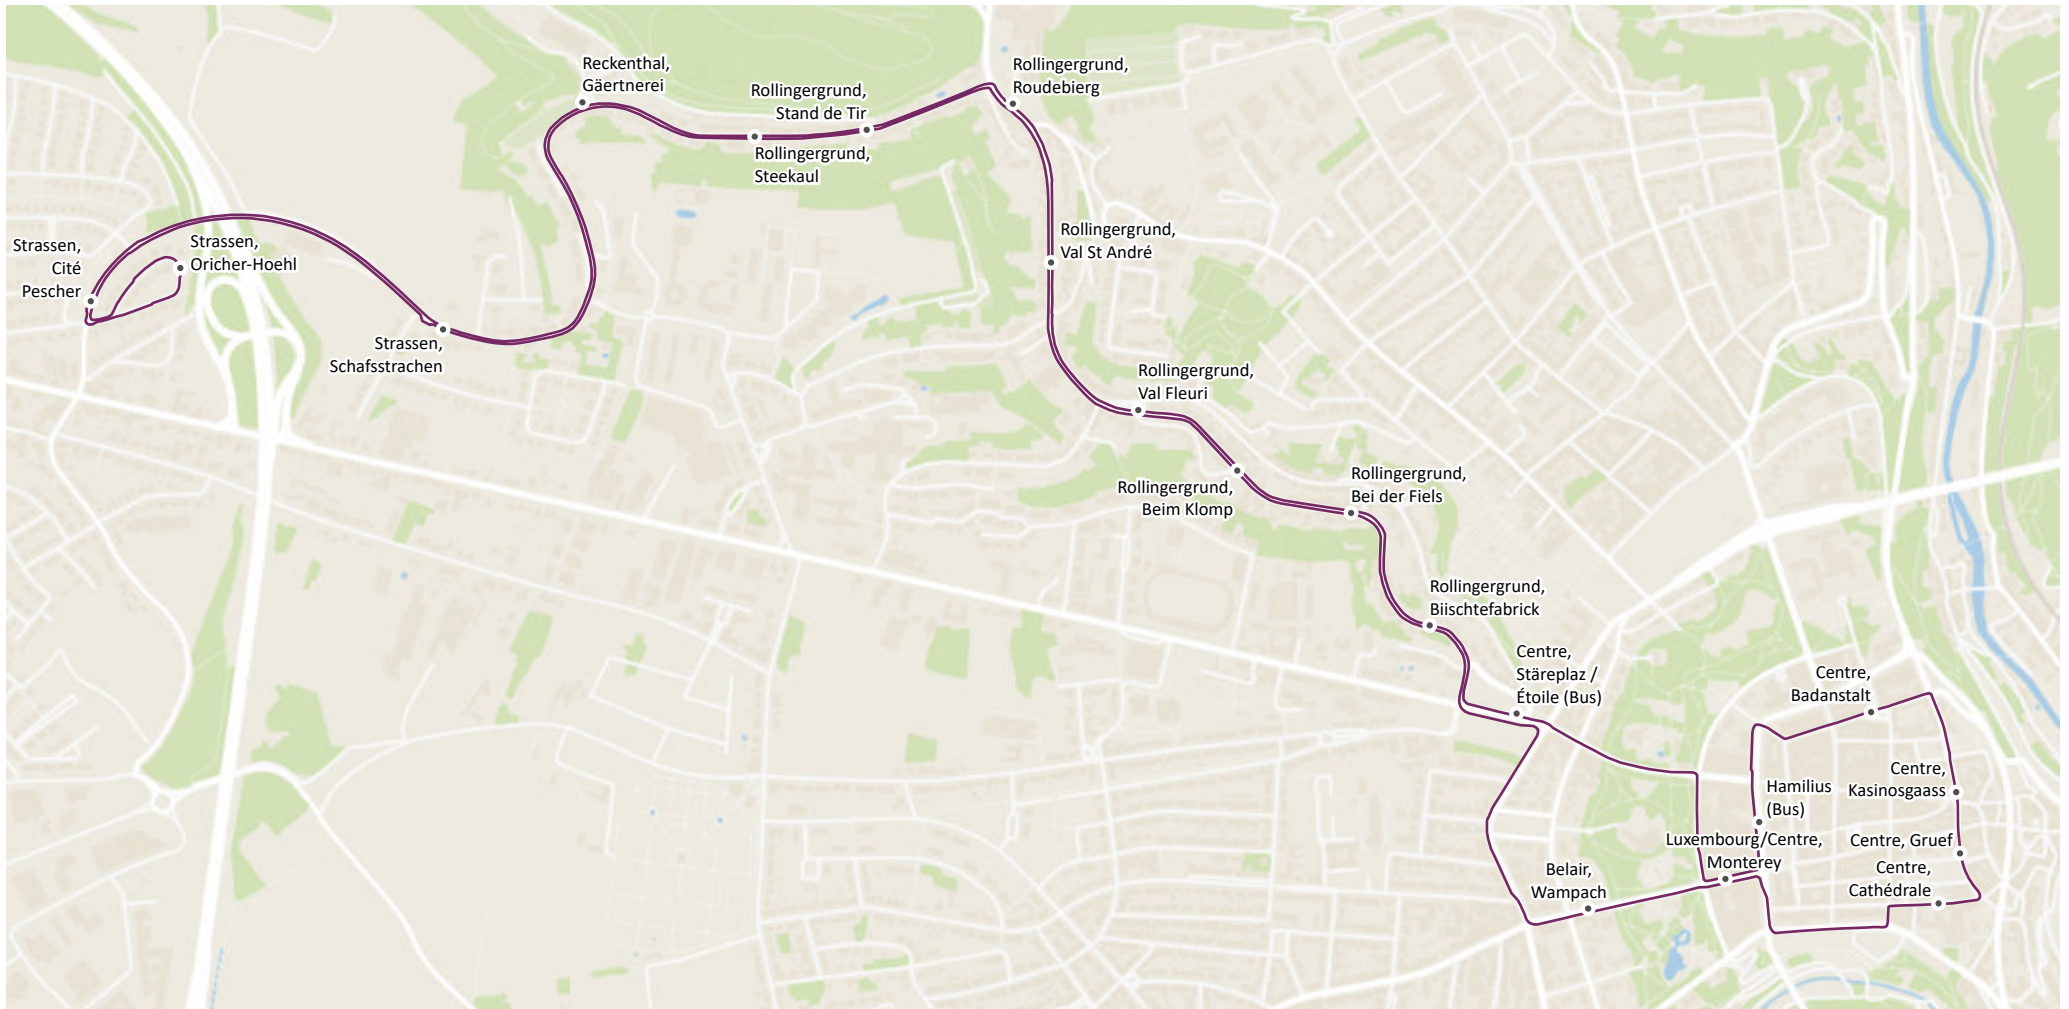 Reckenthal,
Gäertnerei
Rollingergrund,
Stand de Tir
Rollingergrund,
Roudebierg
Rollingergrund,
Steekaul
Strassen,
Cité
Pescher
Strassen,
Oricher-Hoehl
Rollingergrund,
Val St André
Strassen,
Schafsstrachen
Rollingergrund,
Val Fleuri
Rollingergrund,
Beim Klomp
Rollingergrund,
Bei der Fiels
Rollingergrund,
Biischtefabrick
Centre,
Stäreplaz /
Étoile (Bus)
Centre,
Badanstalt
Hamilius
(Bus)
Centre,
Kasinosgaass
Luxembourg/Centre,
Monterey
Centre, Gruef
Centre,
Cathédrale
Belair,
Wampach